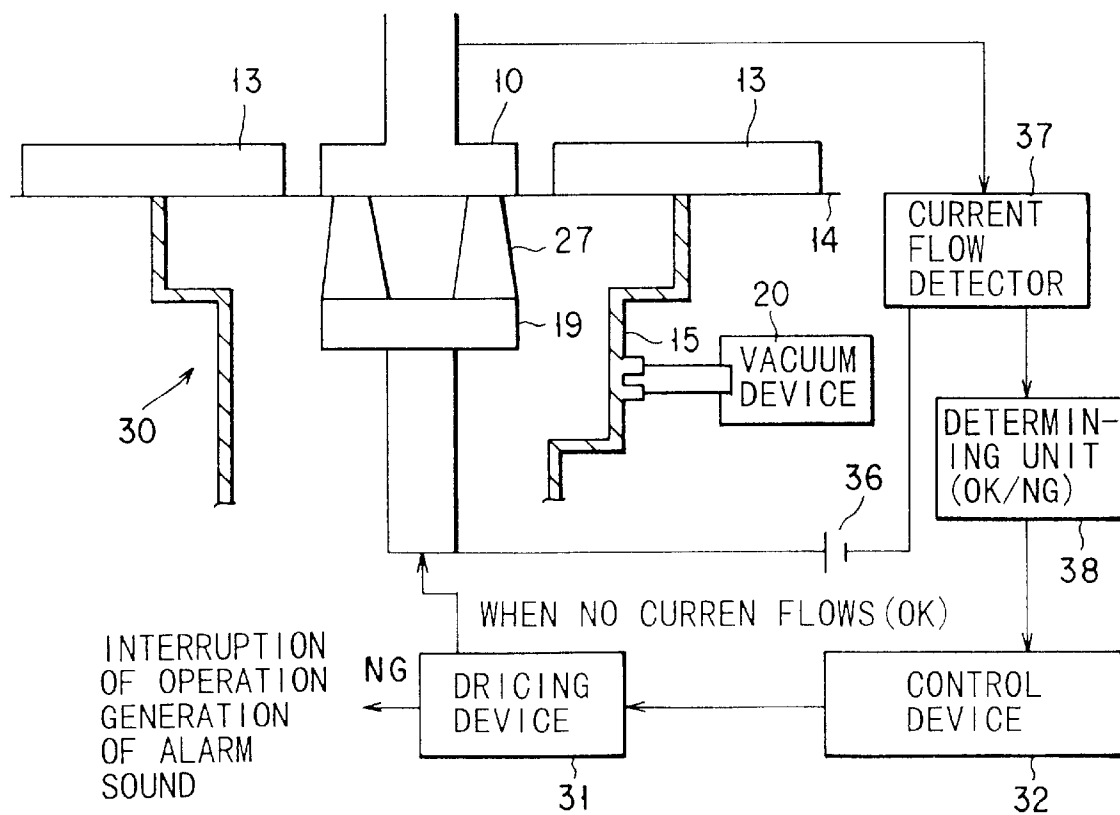 13
10
13
37
CURRENT
FLOW
DETECTOR
14
27
20
19
15
VACUUM
DEVICE
30
DETERMIN-
ING UNIT
(OK/NG)
36
38
WHEN NO CURREN FLOWS(OK)
INTERRUPTION
OF OPERATION
GENERATION
OF ALARM
SOUND
NG
DRICING
DEVICE
CONTROL
DEVICE
31
32